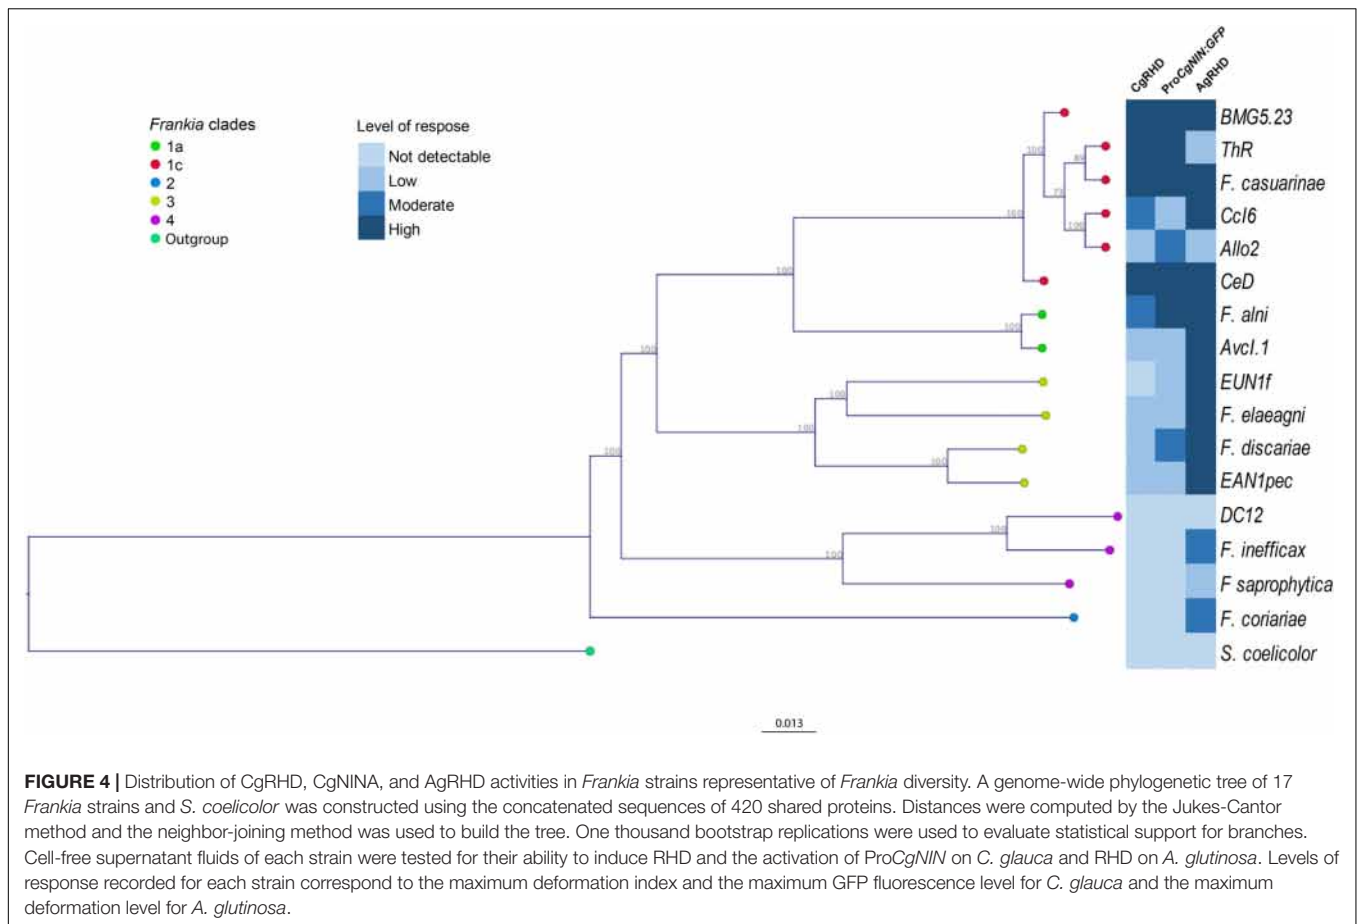 CgRHD
ProCgNIN:GFP
AgRHD
Frankia clades
1a
1c
2
3
4
Outgroup
Level of respose
Not detectable
Low
Moderate
High
BMG5.23
ThR
F. casuarinae
CcI6
Allo2
CeD
F. alni
AvcI.1
EUN1f
F. elaeagni
F. discariae
EAN1pec
DC12
F. inefficax
F saprophytica
F. coriariae
S. coelicolor
100
89
73
100
100
100
100
100
100
100
100
100
100
100
0.013
FIGURE 4 | Distribution of CgRHD, CgNINA, and AgRHD activities in Frankia strains representative of Frankia diversity. A genome-wide phylogenetic tree of 17
Frankia strains and S. coelicolor was constructed using the concatenated sequences of 420 shared proteins. Distances were computed by the Jukes-Cantor
method and the neighbor-joining method was used to build the tree. One thousand bootstrap replications were used to evaluate statistical support for branches.
Cell-free supernatant fluids of each strain were tested for their ability to induce RHD and the activation of ProCgNIN on C. glauca and RHD on A. glutinosa. Levels of
response recorded for each strain correspond to the maximum deformation index and the maximum GFP fluorescence level for C. glauca and the maximum
deformation level for A. glutinosa.